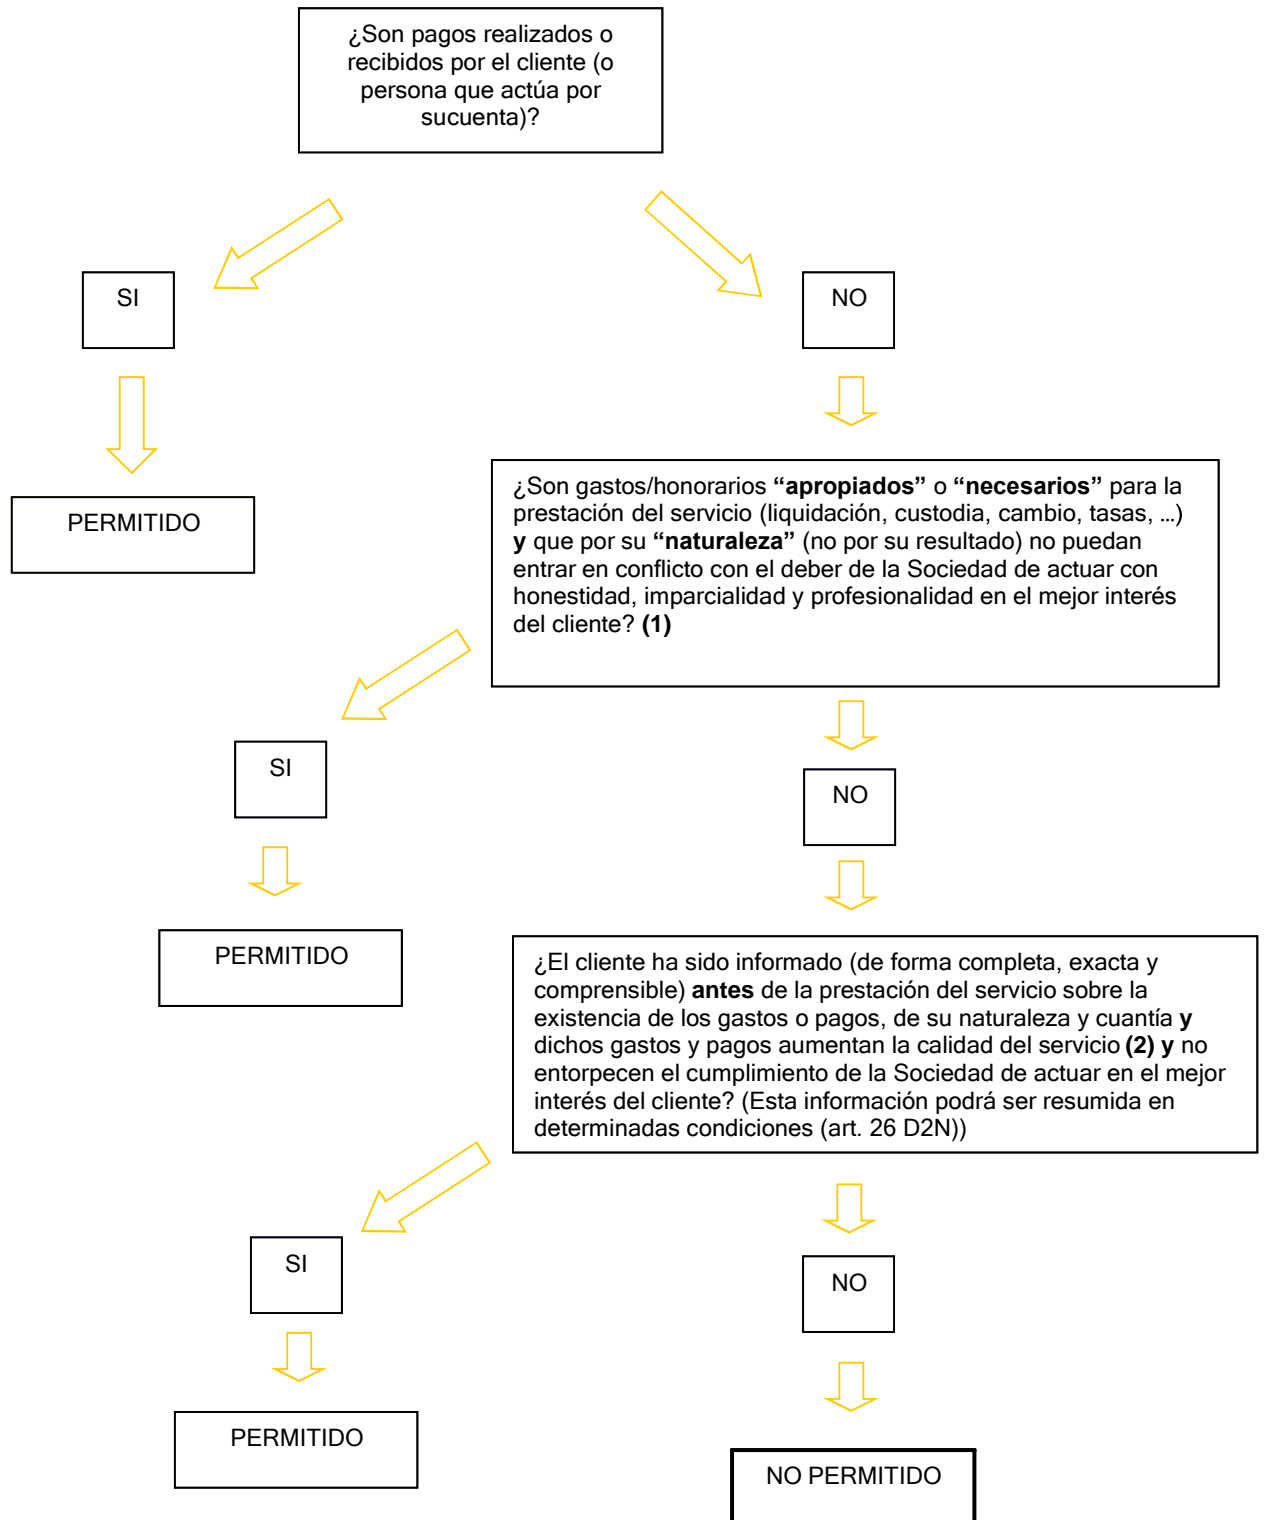 ¿Son pagos realizados o
recibidos por el cliente (o
persona que actúa por
sucuenta)?
SI
NO
PERMITIDO
¿Son gastos/honorarios “apropiados” o “necesarios” para la
prestación del servicio (liquidación, custodia, cambio, tasas, ...)
y que por su “naturaleza” (no por su resultado) no puedan
entrar en conflicto con el deber de la Sociedad de actuar con
honestidad, imparcialidad y profesionalidad en el mejor interés
del cliente? (1)
SI
NO
PERMITIDO
¿El cliente ha sido informado (de forma completa, exacta y
comprensible) antes de la prestación del servicio sobre la
existencia de los gastos o pagos, de su naturaleza y cuantía y
dichos gastos y pagos aumentan la calidad del servicio (2) y no
entorpecen el cumplimiento de la Sociedad de actuar en el mejor
interés del cliente? (Esta información podrá ser resumida en
determinadas condiciones (art. 26 D2N))
SI
NO
PERMITIDO
NO PERMITIDO